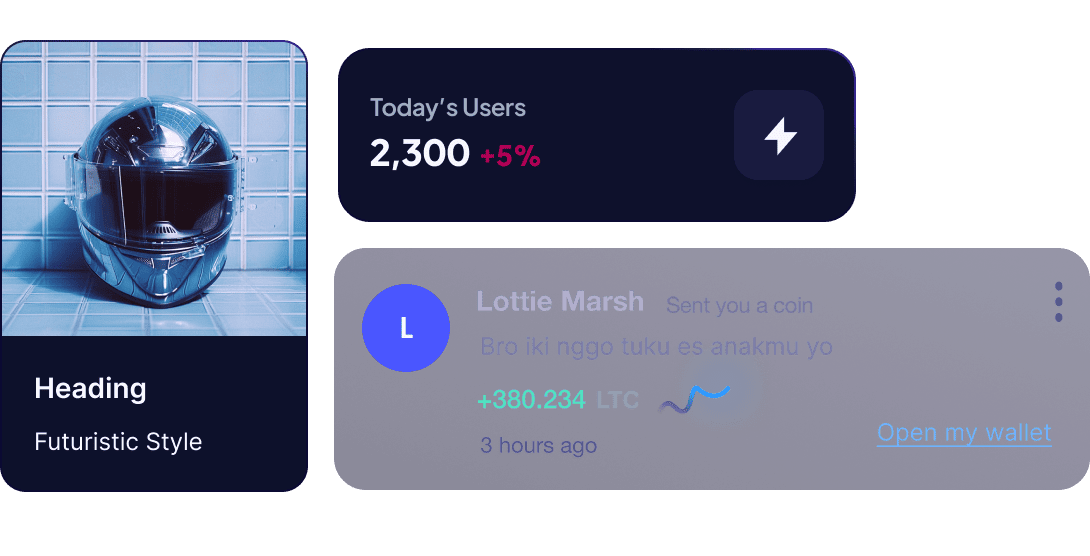 Heading
Futuristic Style
Today's Users
2,300 +5%
L
Lottie Marsh Sent you a coin
Bro iki nggo tuku es anakmu yo
+380.234 LTC
3 hours ago
Open my wallet